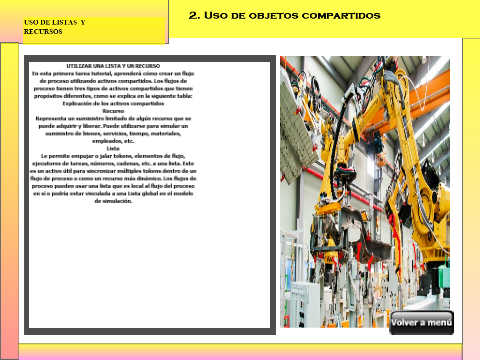 USO DE LISTAS Y
RECURSOS
2. Uso de objetos compartidos
UTILIZAR UNA LISTA Y UN RECURSO
En esta primera tarea tutorial, aprenderá cómo crear un flujo
de proceso utilizando activos compartidos. Los flujos de
proceso tienen tres tipos de activos compartidos que tienen
propósitos diferentes, como se explica en la siguiente tabla:
Explicación de los activos compartidos
Recurso
Representa un suministro limitado de algún recurso que se
puede adquirir y liberar. Puede utilizarse para simular un
suministro de bienes, servicios, tiempo, materiales,
empleados, etc.
Lista
Le permite empujar o jalar tokens, elementos de flujo,
ejecutores de tareas, números, cadenas, etc. a una lista. Este
es un activo útil para sincronizar múltiples tokens dentro de un
flujo de proceso o como un recurso más dinámico. Los flujos de
proceso pueden usar una lista que es local al flujo del proceso
en sí o podría estar vinculada a una Lista global en el modelo
de simulación.
Volver a menú